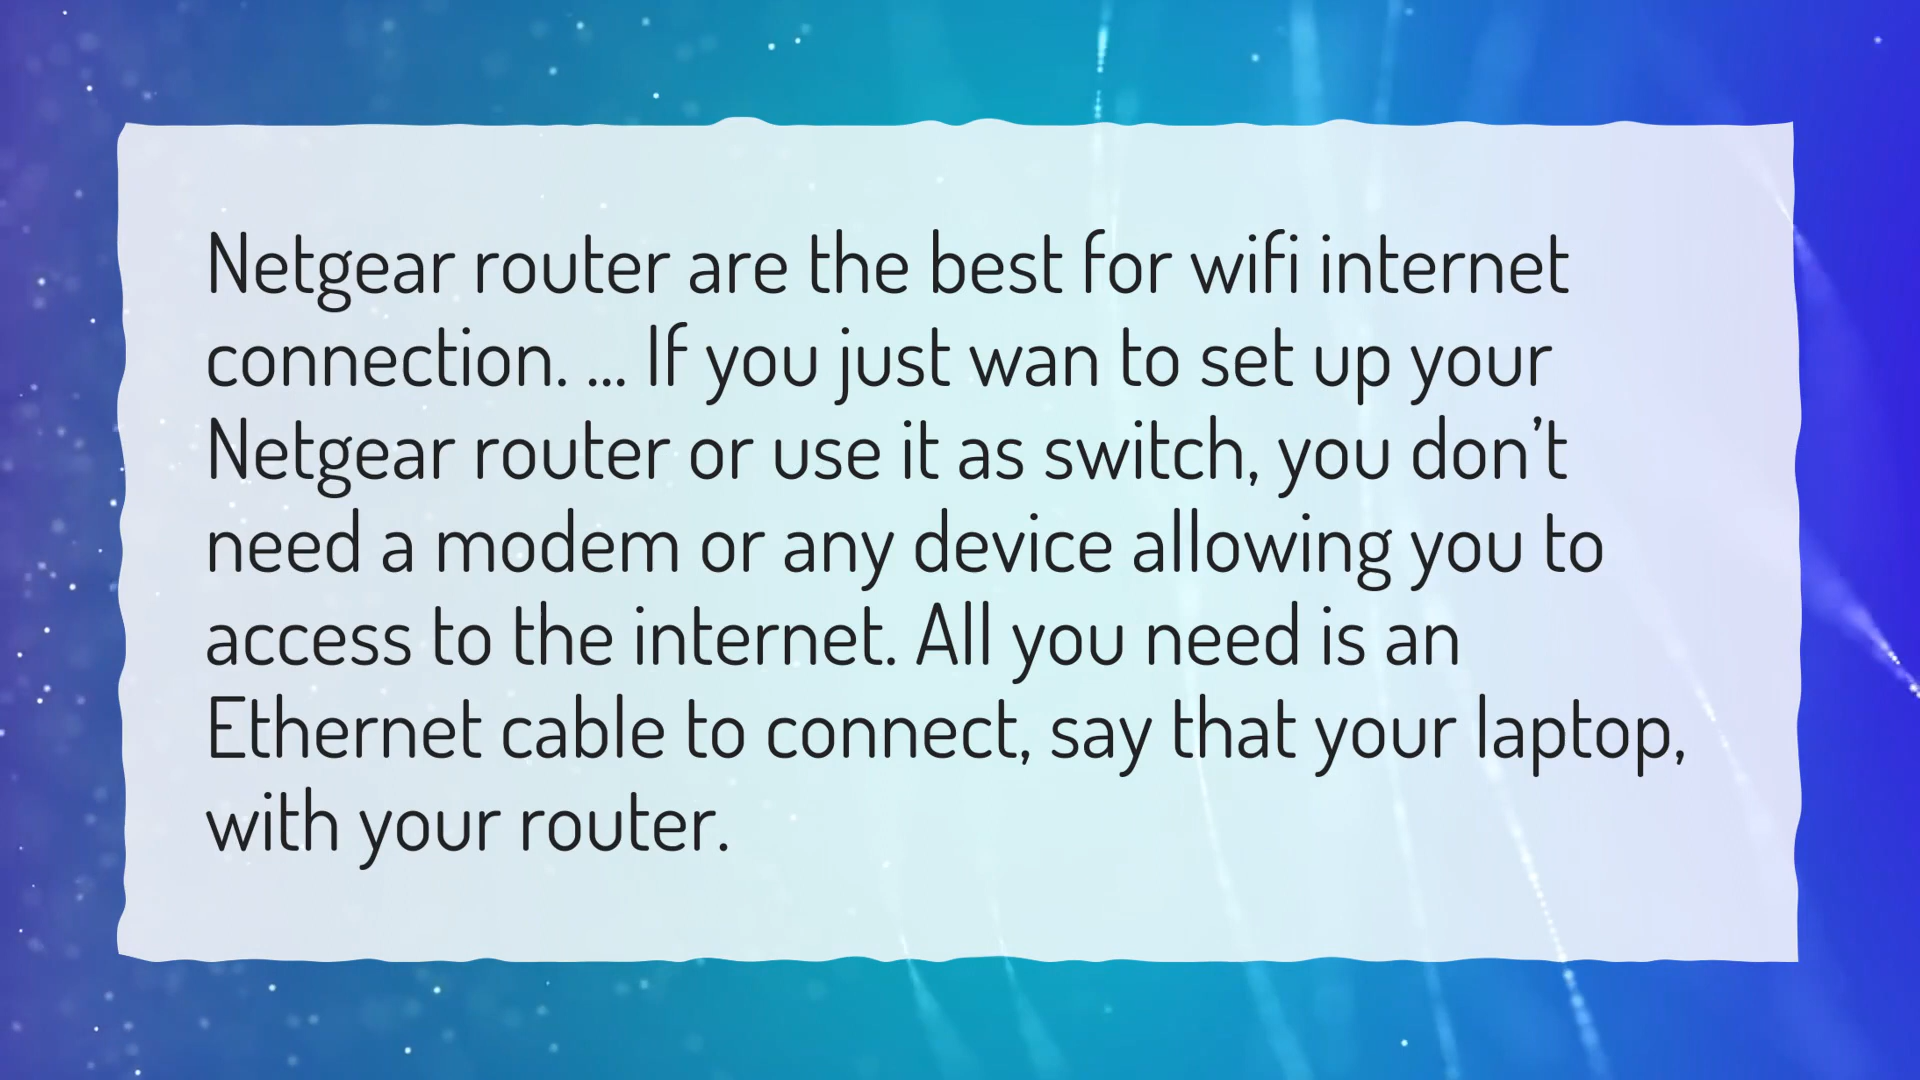 Netgear router are the best for wifi internet
connection. ... If you just wan to set up your
Netgear router or use it as switch, you don’t
need a modem or any device allowing you to
access to the internet. All you need is an
Ethernet cable to connect, say that your laptop,
with your router.